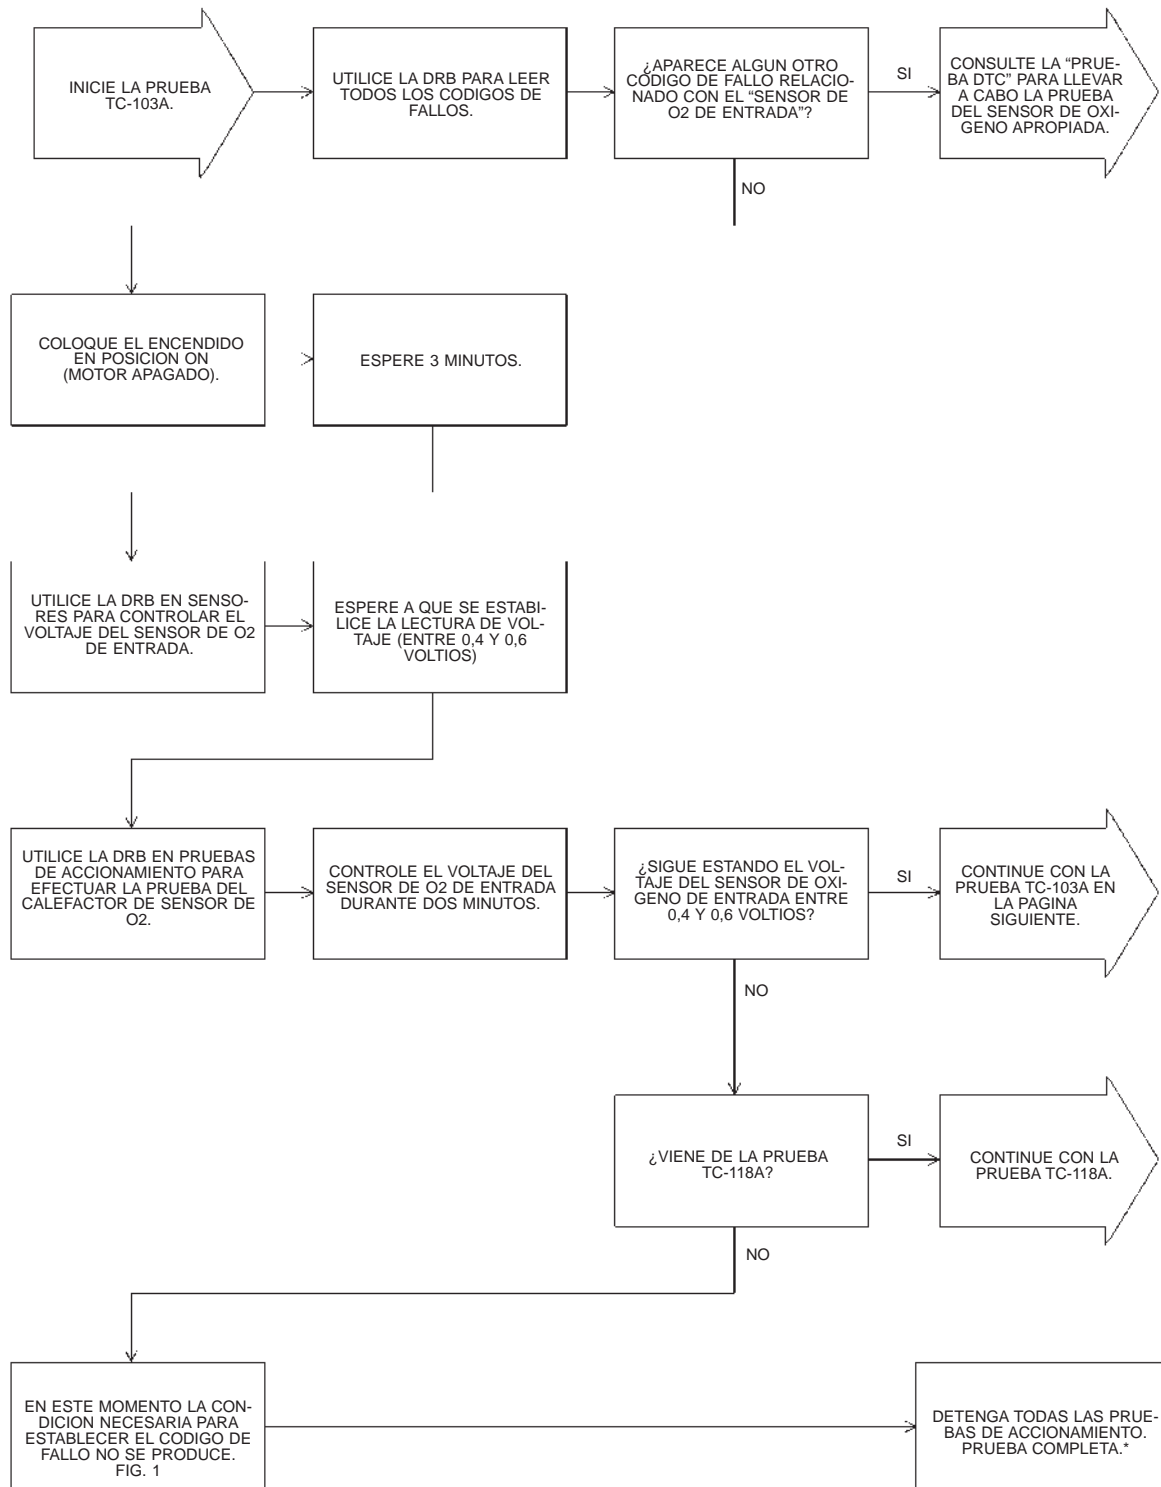 INICIE LA PRUEBA
TC-103A.
UTILICE LA DRB PARA LEER
TODOS LOS CODIGOS DE
FALLOS.
¿APARECE ALGUN OTRO
CODIGO DE FALLO RELACIO-
NADO CON EL “SENSOR DE
O2 DE ENTRADA”?
SI
CONSULTE LA “PRUE-
BA DTC” PARA LLEVAR
A CABO LA PRUEBA
DEL SENSOR DE OXI-
GENO APROPIADA.
NO
COLOQUE EL ENCENDIDO
EN POSICION ON
(MOTOR APAGADO).
ESPERE 3 MINUTOS.
UTILICE LA DRB EN SENSO-
RES PARA CONTROLAR EL
VOLTAJE DEL SENSOR DE O2
DE ENTRADA.
ESPERE A QUE SE ESTABI-
LICE LA LECTURA DE VOL-
TAJE (ENTRE 0,4 Y 0,6
VOLTIOS)
UTILICE LA DRB EN PRUEBAS
DE ACCIONAMIENTO PARA
EFECTUAR LA PRUEBA DEL
CALEFACTOR DE SENSOR DE
O2.
CONTROLE EL VOLTAJE DEL
SENSOR DE O2 DE ENTRADA
DURANTE DOS MINUTOS.
¿SIGUE ESTANDO EL VOL-
TAJE DEL SENSOR DE OXI-
GENO DE ENTRADA ENTRE
0,4 Y 0,6 VOLTIOS?
SI
CONTINUE CON LA
PRUEBA TC-103A EN
LA PAGINA
SIGUIENTE.
NO
¿VIENE DE LA PRUEBA
TC-118A?
SI
CONTINUE CON LA
PRUEBA TC-118A.
NO
EN ESTE MOMENTO LA CON-
DICION NECESARIA PARA
ESTABLECER EL CODIGO DE
FALLO NO SE PRODUCE.
FIG. 1
DETENGA TODAS LAS PRUE-
BAS DE ACCIONAMIENTO.
PRUEBA COMPLETA.*